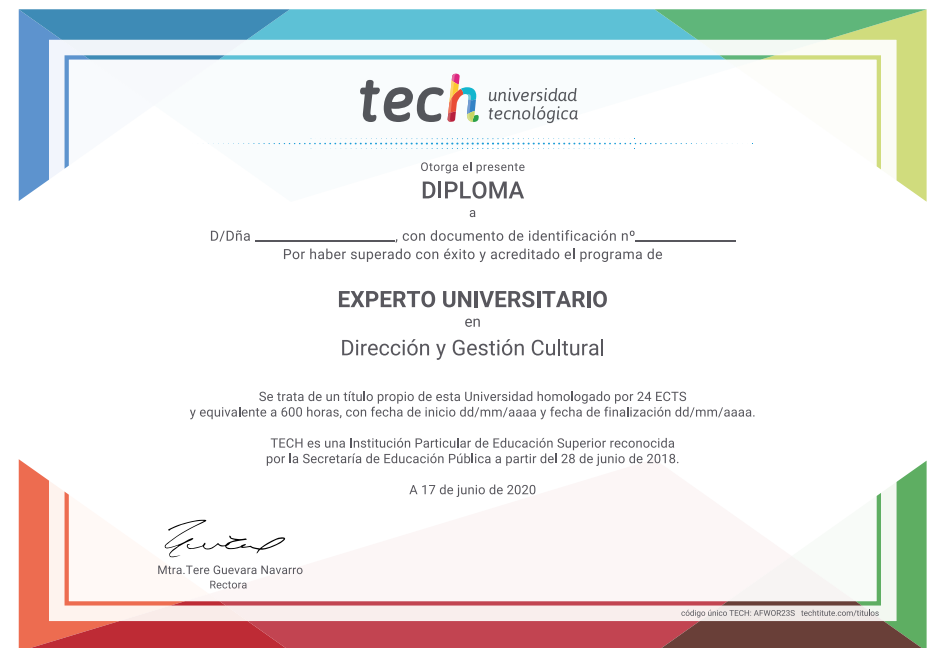 tech universidad
tecnológica
Otorga el presente
DIPLOMA
a
D/Dña ____________, con documento de identificación nº____________
Por haber superado con éxito y acreditado el programa de
EXPERTO UNIVERSITARIO
en
Dirección y Gestión Cultural
Se trata de un título propio de esta Universidad homologado por 24 ECTS
y equivalente a 600 horas, con fecha de inicio dd/mm/aaaa y fecha de finalización dd/mm/aaaa.
TECH es una Institución Particular de Educación Superior reconocida
por la Secretaría de Educación Pública a partir del 28 de junio de 2018.
A 17 de junio de 2020
Mtra.Tere Guevara Navarro
Rectora
código único TECH: AFWOR23S techtitute.com/titulos